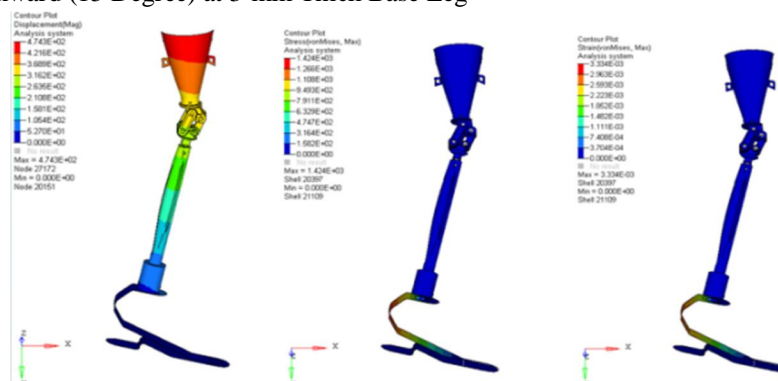 (15 Degree) at 3 mm Thick Base Leg
Contour Plot
Displacement(Mag)
Analysis system
4.743E+02
4.216E+02
3.689E+02
3.162E+02
2.635E+02
2.108E+02
1.581E+02
1.054E+02
5.270E+01
0.000E+00
No result
Max = 4.743E+02
Node 27172
Min = 0.000E+00
Node 20151
X
Contour Plot
Stress(vonMises, Max)
Analysis system
1.424E+03
1.266E+03
1.108E+03
9.493E+02
7.911E+02
6.329E+02
4.747E+02
3.164E+02
1.582E+02
0.000E+00
No result
Max = 1.424E+03
Shell 20397
Min = 0.000E+00
Shell 21109
X
Contour Plot
Strain(vonMises, Max)
Analysis system
3.334E-03
2.963E-03
2.593E-03
2.223E-03
1.852E-03
1.482E-03
1.111E-03
7.408E-04
3.704E-04
0.000E+00
No result
Max = 3.334E-03
Shell 20397
Min = 0.000E+00
Shell 21109
X